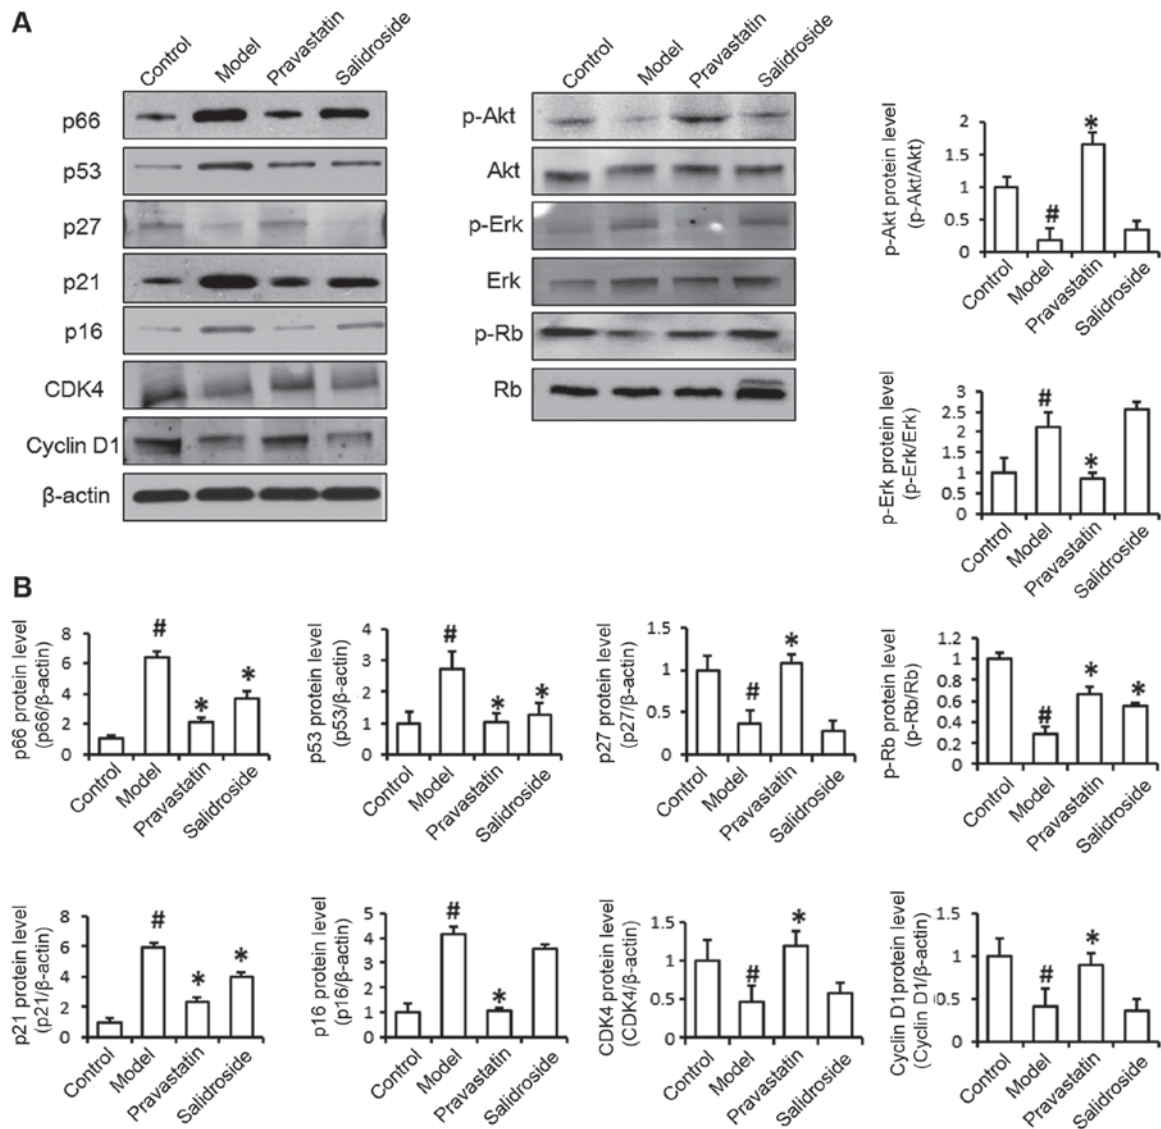 A
Control Model Pravastatin Salidroside
p66
p53
p27
p21
p16
CDK4
Cyclin D1
β-actin
Control Model Pravastatin Salidroside
p-Akt
Akt
p-Erk
Erk
p-Rb
Rb
p-Akt protein level
(p-Akt/Akt)
2
1.5
1
0.5
0
# *
Control Model Pravastatin Salidroside
p-Erk protein level
(p-Erk/Erk)
3
2.5
2
1.5
1
0.5
0
# *
Control Model Pravastatin Salidroside
B
p66 protein level
(p66/β-actin)
8
6
4
2
0
# * *
Control Model Pravastatin Salidroside
p53 protein level
(p53/β-actin)
4
3
2
1
0
# * *
Control Model Pravastatin Salidroside
p27 protein level
(p27/β-actin)
1.5
1
0.5
0
# *
Control Model Pravastatin Salidroside
p-Rb protein level
(p-Rb/Rb)
1.2
1
0.8
0.6
0.4
0.2
0
# * *
Control Model Pravastatin Salidroside
p21 protein level
(p21/β-actin)
8
6
4
2
0
# * *
Control Model Pravastatin Salidroside
p16 protein level
(p16/β-actin)
5
4
3
2
1
0
# *
Control Model Pravastatin Salidroside
CDK4 protein level
(CDK4/β-actin)
1.5
1
0.5
0
# *
Control Model Pravastatin Salidroside
Cyclin D1protein level
(Cyclin D1/β-actin)
1.5
1
0.5
0
# *
Control Model Pravastatin Salidroside